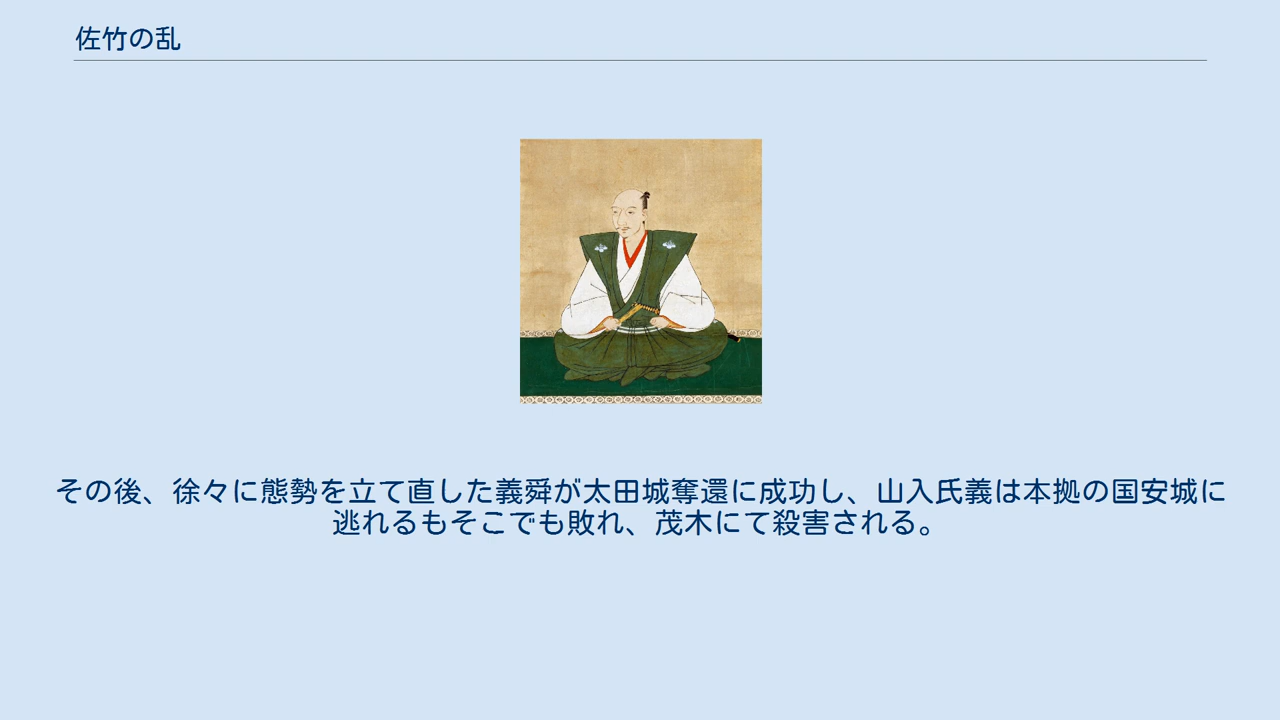 佐竹の乱
その後、徐々に態勢を立て直した義舜が太田城奪還に成功し、山入氏義は本拠の国安城に
逃れるもそこでも敗れ、茂木にて殺害される。